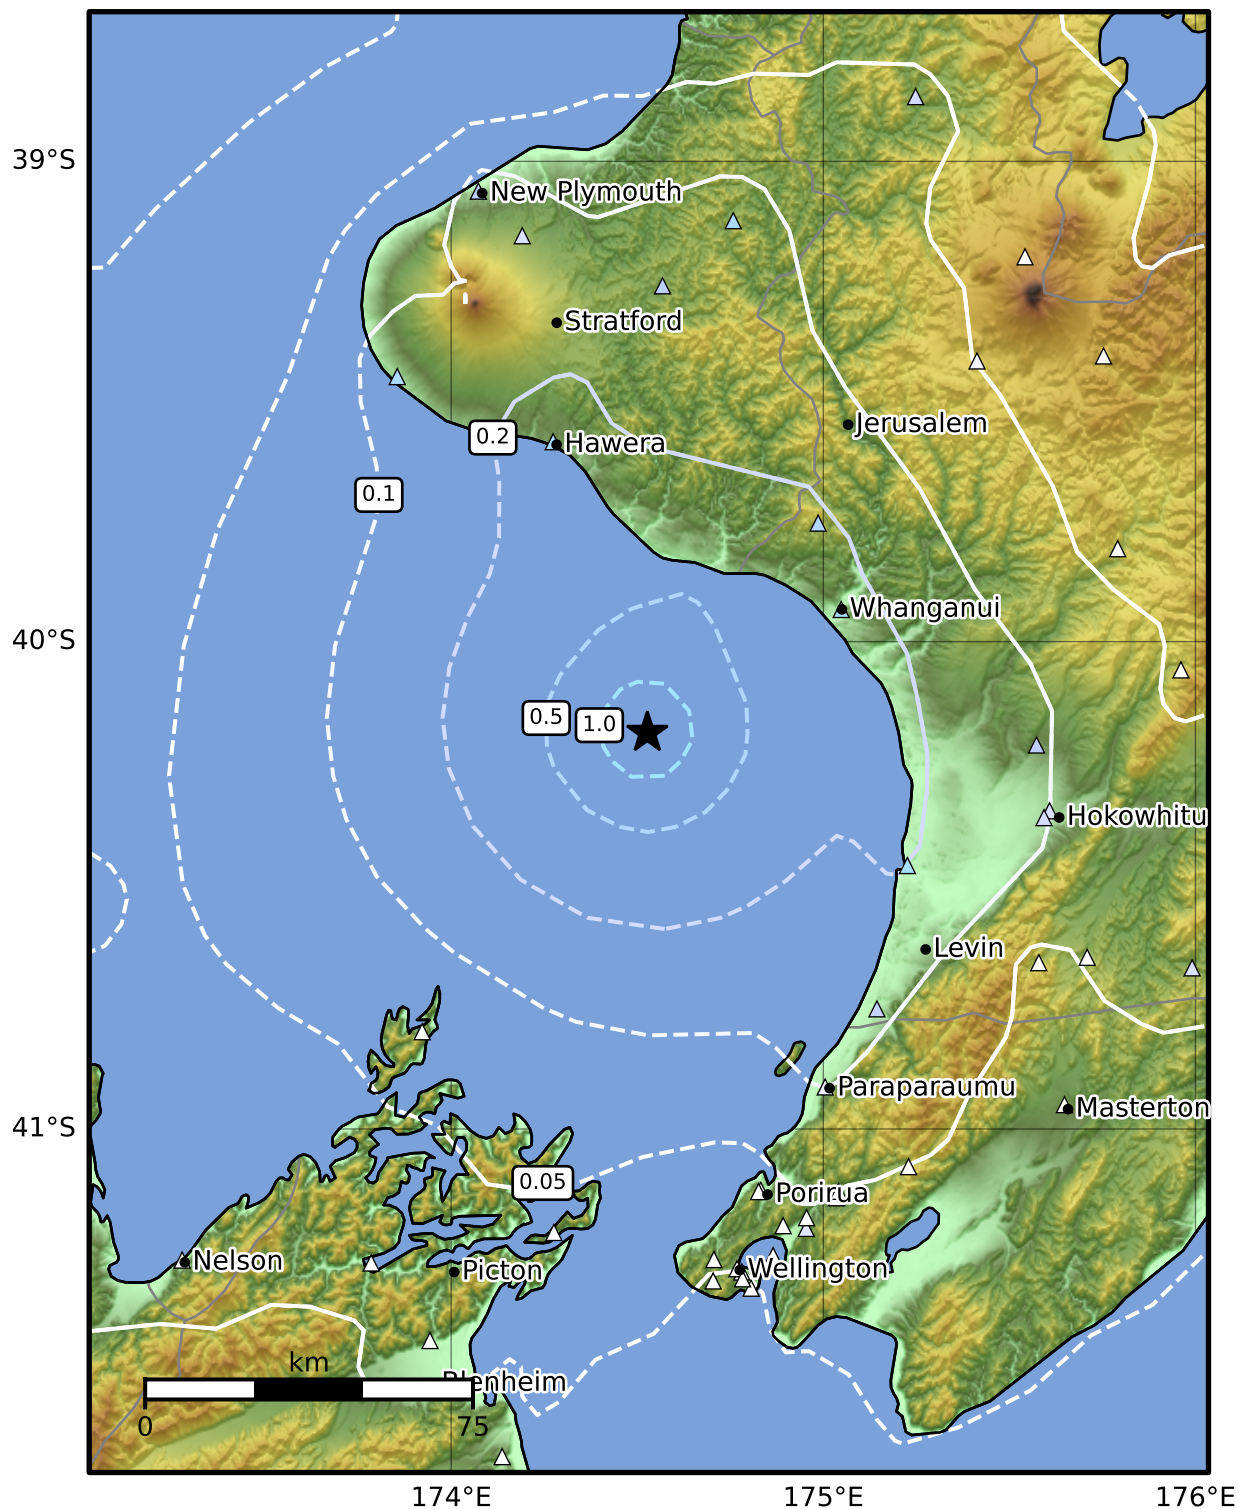 39°S
New Plymouth
Stratford
Jerusalem
0.2
Hawera
0.1
Whanganui
40°S
0.5
1.0
Hokowhitu
Levin
Paraparaumu
Masterton
41°S
0.05
Porirua
Nelson
Picton
Wellington
km
Blenheim
0
75
174°E
175°E
176°E